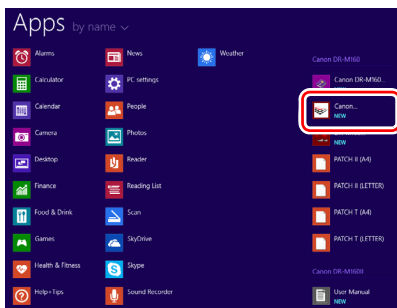 Apps by name
Alarms
Calculator
Calendar
Camera
Desktop
Finance
Food & Drink
Games
Health & Fitness
Help+Tips
News
PC settings
People
Photos
Reader
Reading List
Scan
SkyDrive
Skype
Sound Recorder
Weather
Canon DR-M160
Canon DR-M160...
Canon...
NEW
NEW
PATCH II (A4)
PATCH II (LETTER)
PATCH T (A4)
PATCH T (LETTER)
Canon DR-M160II
User Manual
NEW